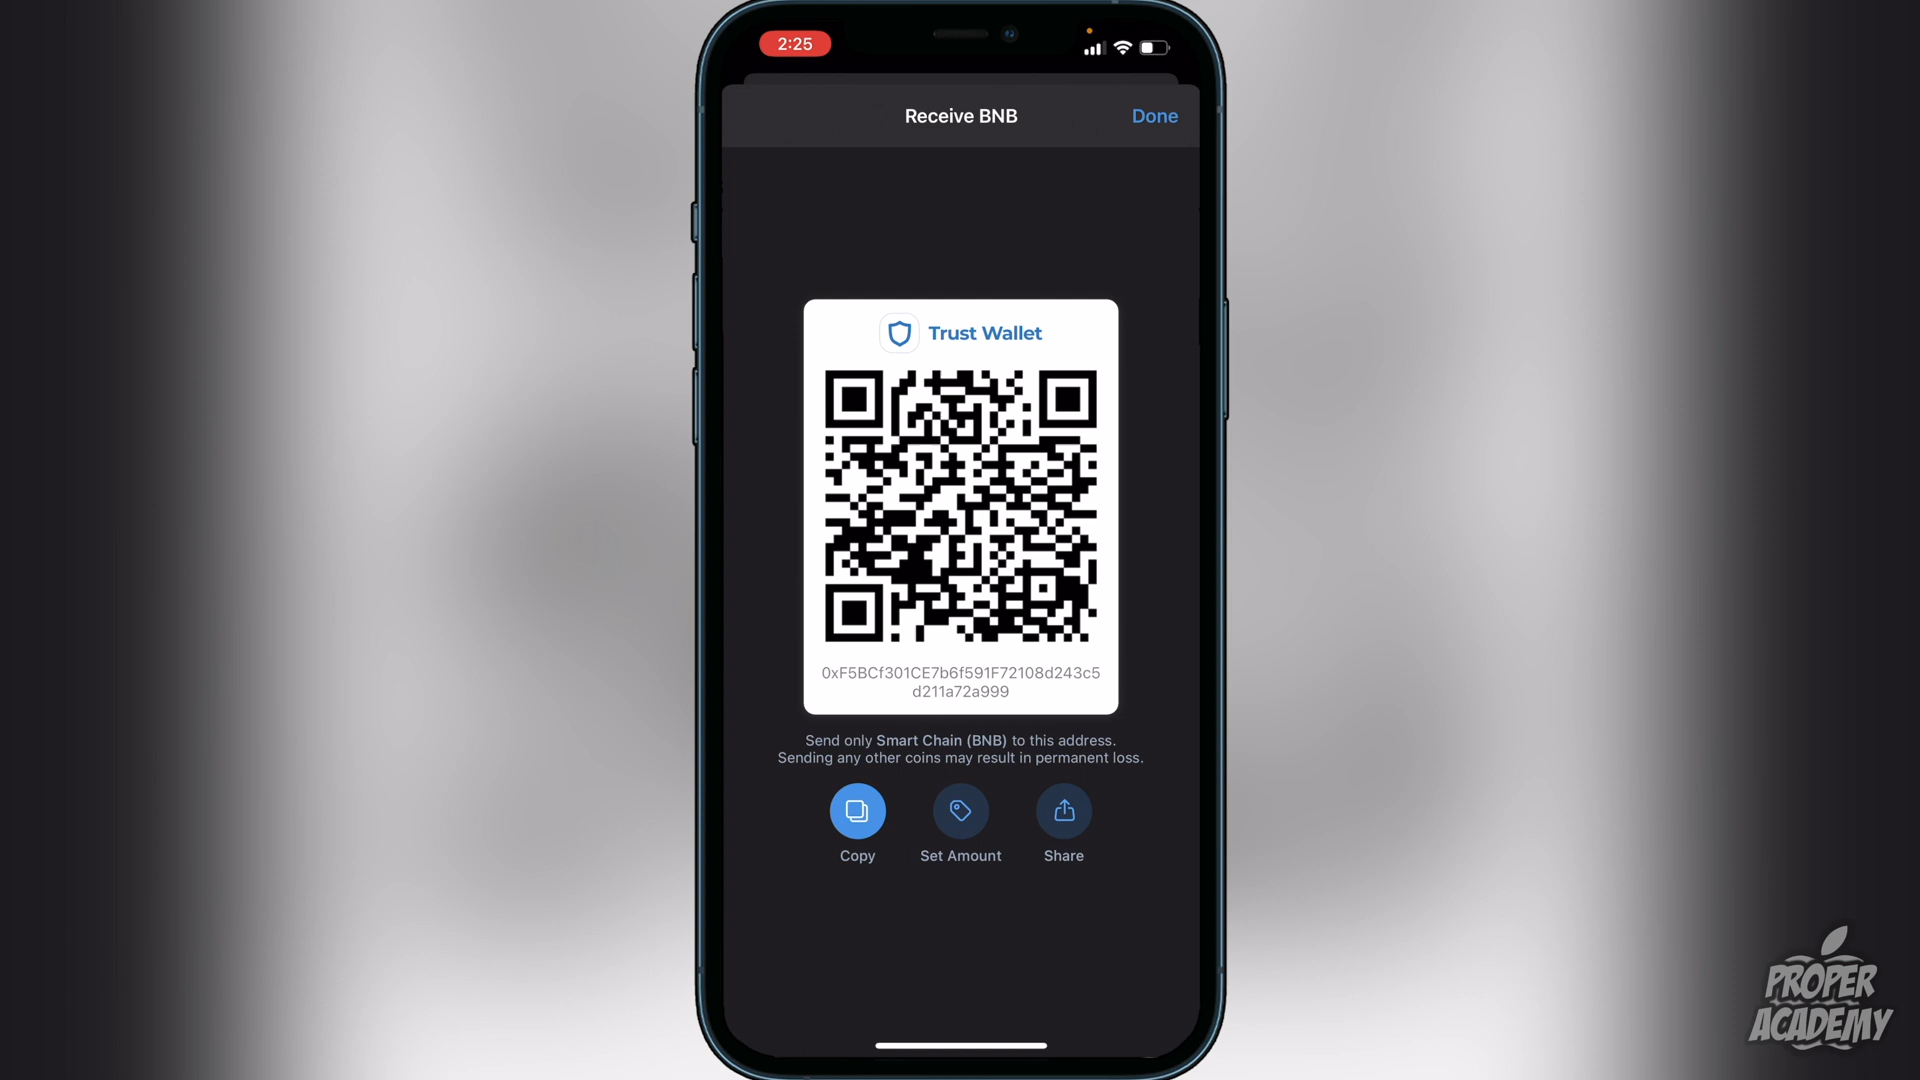 2:25
Receive BNB
Done
Trust Wallet
0xF5BCf301CE7b6f591F72108d243c5
d211a72a999
Send only Smart Chain (BNB) to this address.
Sending any other coins may result in permanent loss.
Copy
Set Amount
Share
PROPER
ACADEMY